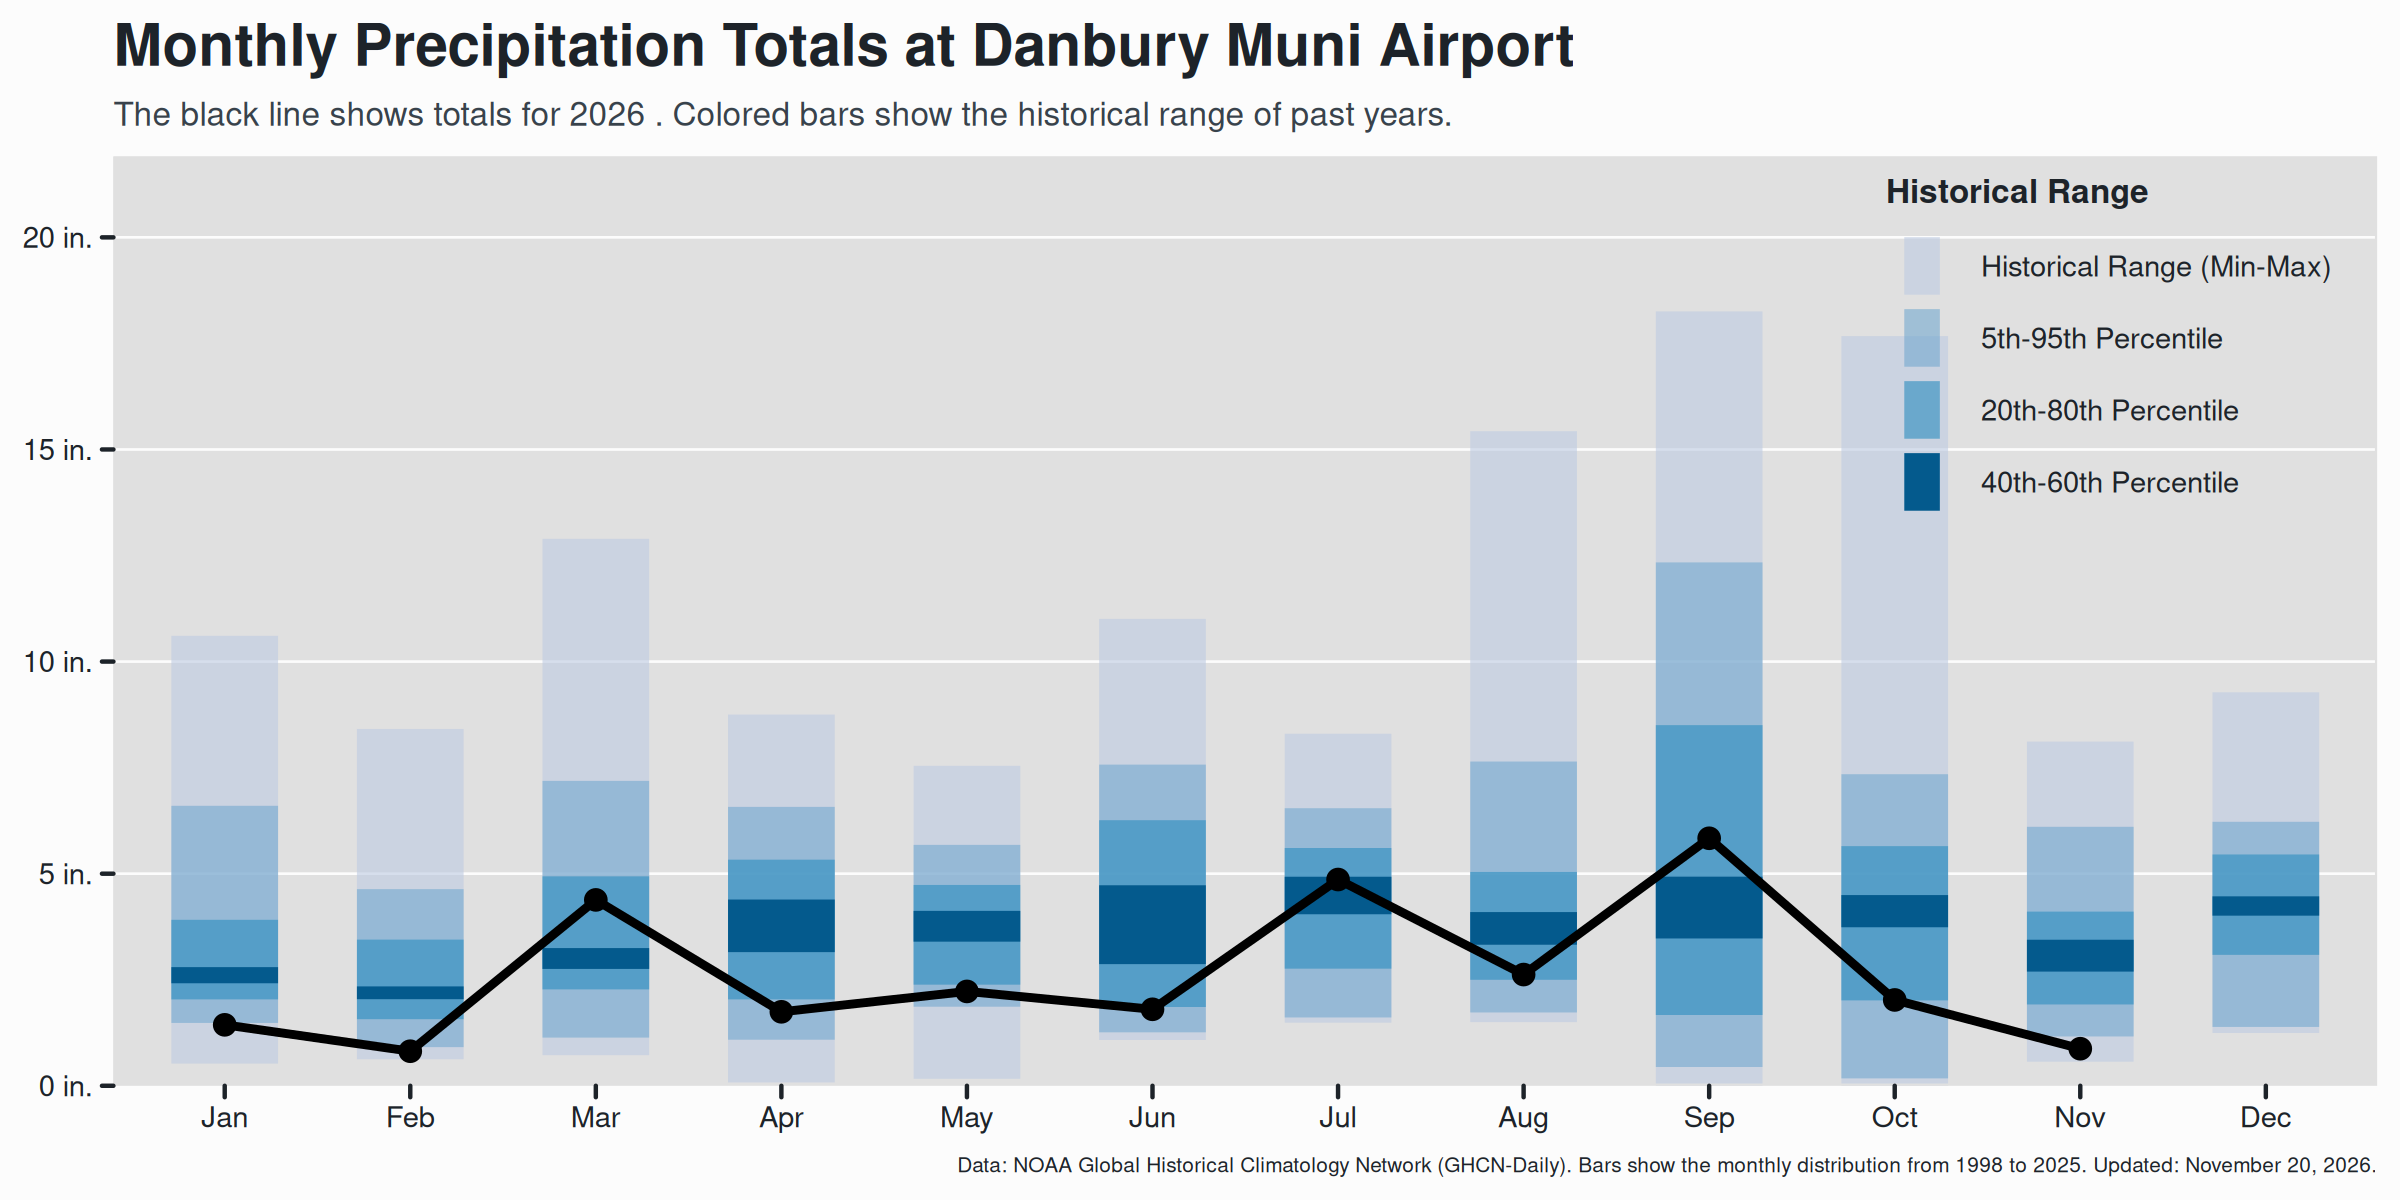 Monthly Precipitation Totals at Danbury Muni Airport
The black line shows totals for 2026 . Colored bars show the historical range of past years.
Historical Range
Historical Range (Min-Max)
5th-95th Percentile
20th-80th Percentile
40th-60th Percentile
20 in.
15 in.
10 in.
5 in.
0 in.
Jan Feb Mar Apr May Jun Jul Aug Sep Oct Nov Dec
Data: NOAA Global Historical Climatology Network (GHCN-Daily). Bars show the monthly distribution from 1998 to 2025. Updated: November 20, 2026.